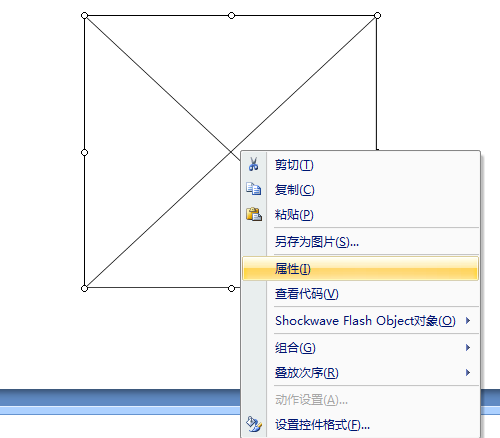 剪切(T)
复制(C)
粘贴(P)
另存为图片(S)...
属性(I)
查看代码(V)
Shockwave Flash Object对象(O)
组合(G)
叠放次序(R)
动作设置(A)...
设置控件格式(F)...